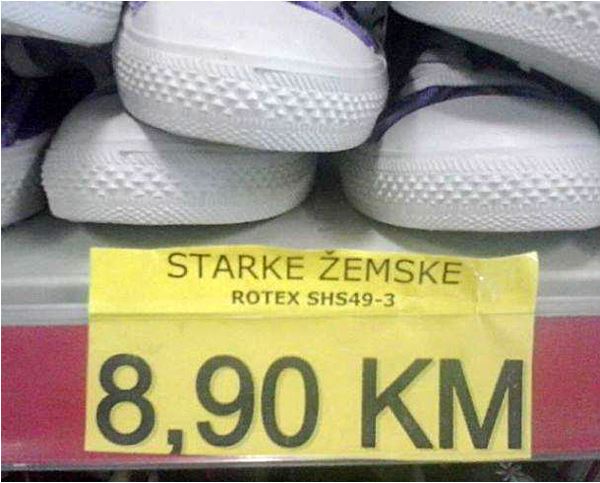 STARKE ŽEMSKE
ROTEX SHS49-3
8,90 KM